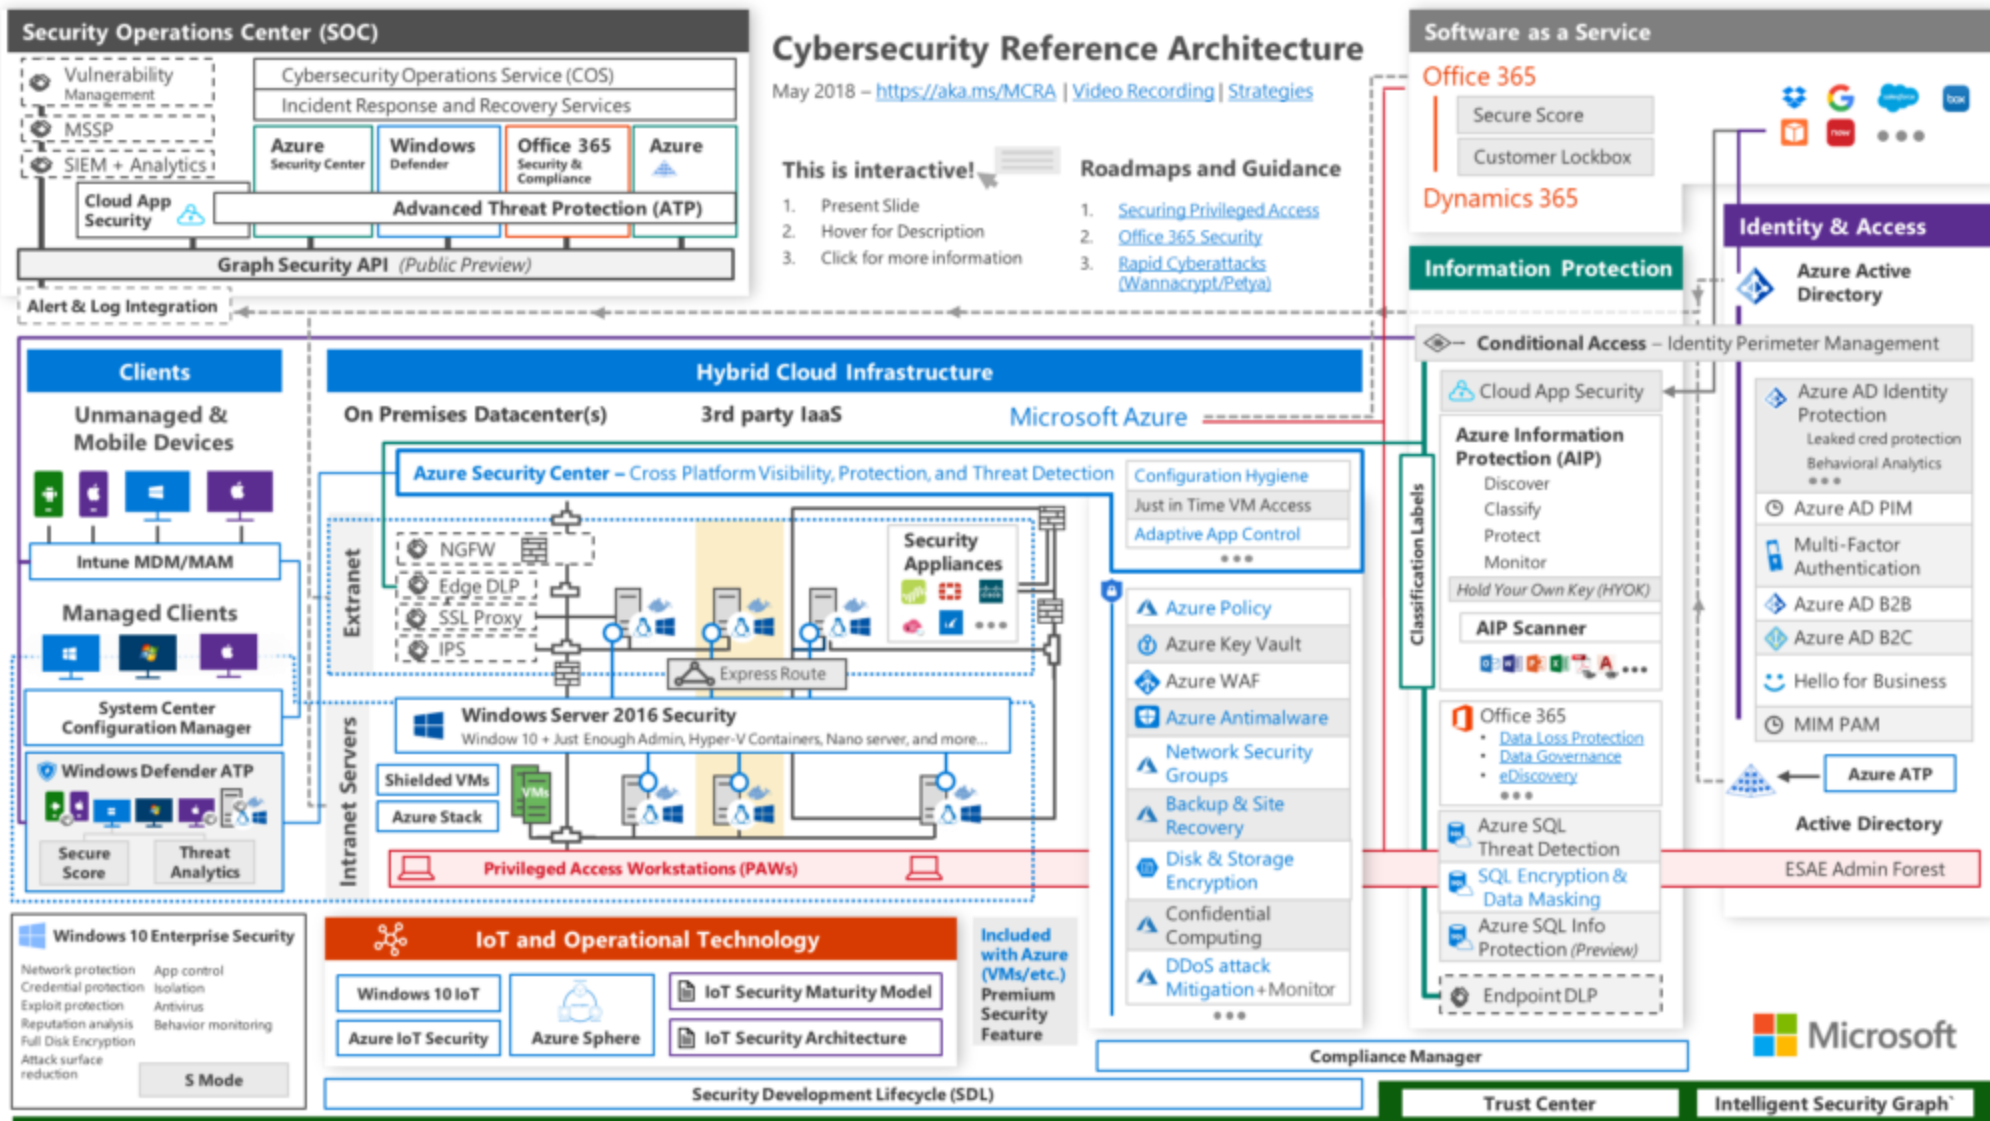 Security Operations Center (SOC)
Vulnerability
Management
MSSP
SIEM + Analytics
Cybersecurity Operations Service (COS)
Incident Response and Recovery Services
Azure
Security Center
Windows
Defender
Office 365
Security &
Compliance
Azure
Cloud App
Security
Advanced Threat Protection (ATP)
Graph Security API (Public Preview)
Alert & Log Integration
Cybersecurity Reference Architecture
May 2018 – https://aka.ms/MCRA | Video Recording | Strategies
This is interactive!
1. Present Slide
2. Hover for Description
3. Click for more information
Roadmaps and Guidance
1. Securing Privileged Access
2. Office 365 Security
3. Rapid Cyberattacks
(Wannacrypt/Petya)
Software as a Service
Office 365
Secure Score
Customer Lockbox
Dynamics 365
salesforce
box
now
Identity & Access
Azure Active
Directory
Information Protection
Conditional Access – Identity Perimeter Management
Clients
Unmanaged &
Mobile Devices
Intune MDM/MAM
Managed Clients
System Center
Configuration Manager
Windows Defender ATP
Secure
Score
Threat
Analytics
Hybrid Cloud Infrastructure
On Premises Datacenter(s)
3rd party IaaS
Microsoft Azure
Azure Security Center – Cross Platform Visibility, Protection, and Threat Detection
Configuration Hygiene
Just in Time VM Access
Adaptive App Control
Extranet
NGFW
Edge DLP
SSL Proxy
IPS
Security
Appliances
Express Route
Intranet Servers
Windows Server 2016 Security
Window 10 + Just Enough Admin, Hyper-V Containers, Nano server, and more...
Shielded VMs
Azure Stack
VMs
Privileged Access Workstations (PAWs)
Azure Policy
Azure Key Vault
Azure WAF
Azure Antimalware
Network Security
Groups
Backup & Site
Recovery
Disk & Storage
Encryption
Confidential
Computing
DDoS attack
Mitigation+Monitor
Classification Labels
Cloud App Security
Azure Information
Protection (AIP)
Discover
Classify
Protect
Monitor
Hold Your Own Key (HYOK)
AIP Scanner
Office 365
• Data Loss Protection
• Data Governance
• eDiscovery
Azure SQL
Threat Detection
SQL Encryption &
Data Masking
Azure SQL Info
Protection (Preview)
Endpoint DLP
Azure AD Identity
Protection
Leaked cred protection
Behavioral Analytics
Azure AD PIM
Multi-Factor
Authentication
Azure AD B2B
Azure AD B2C
Hello for Business
MIM PAM
Azure ATP
Active Directory
ESAE Admin Forest
Windows 10 Enterprise Security
Network protection
Credential protection
Exploit protection
Reputation analysis
Full Disk Encryption
Attack surface
reduction
App control
Isolation
Antivirus
Behavior monitoring
S Mode
IoT and Operational Technology
Windows 10 IoT
Azure IoT Security
Azure Sphere
IoT Security Maturity Model
IoT Security Architecture
Included
with Azure
(VMs/etc.)
Premium
Security
Feature
Compliance Manager
Microsoft
Security Development Lifecycle (SDL)
Trust Center
Intelligent Security Graph`